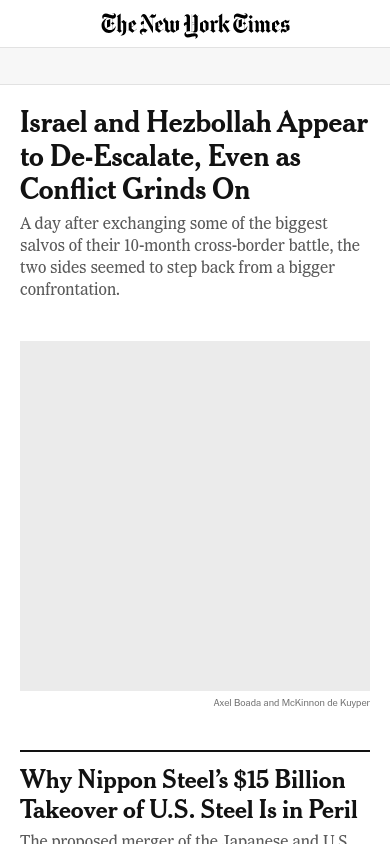 The New York Times
Israel and Hezbollah Appear
to De-Escalate, Even as
Conflict Grinds On
A day after exchanging some of the biggest
salvos of their 10-month cross-border battle, the
two sides seemed to step back from a bigger
confrontation.
Axel Boada and McKinnon de Kuyper
Why Nippon Steel’s $15 Billion
Takeover of U.S. Steel Is in Peril
The proposed merger of the Japanese and U.S.